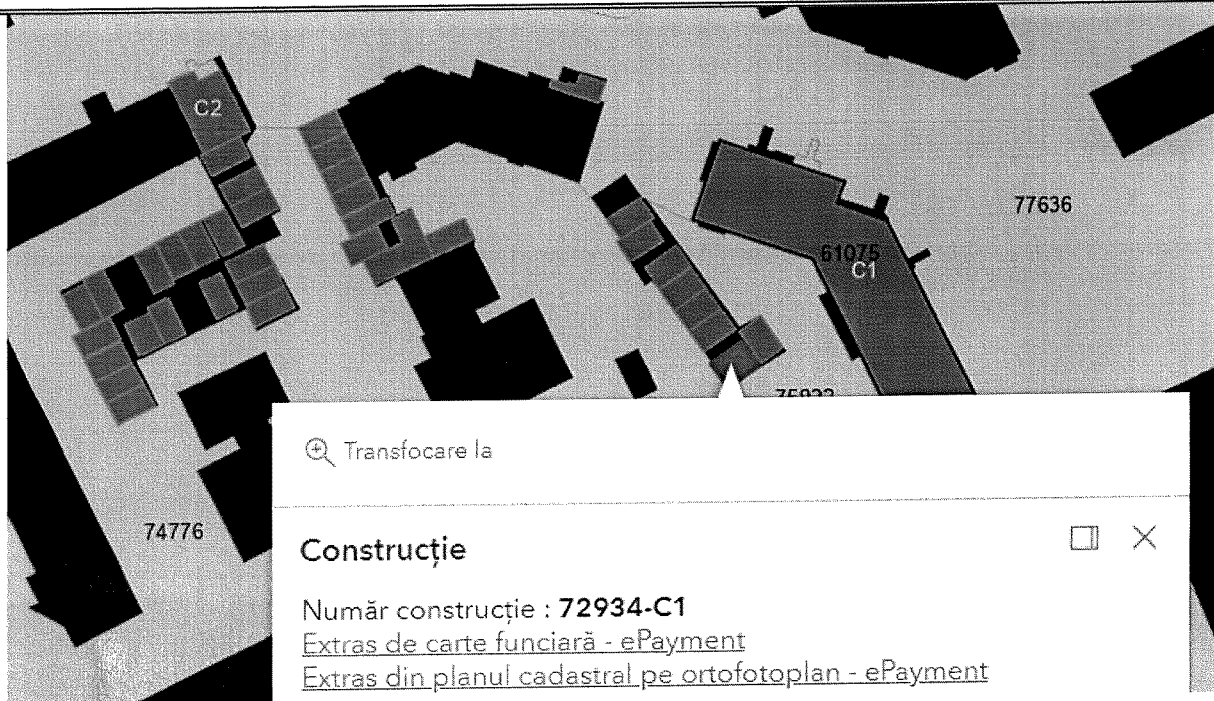 C2
77636
61075
C1
74776
Transfocare la
Construcție
Număr construcție : 72934-C1
Extras de carte funciară - ePayment
Extras din planul cadastral pe ortofotoplan - ePayment